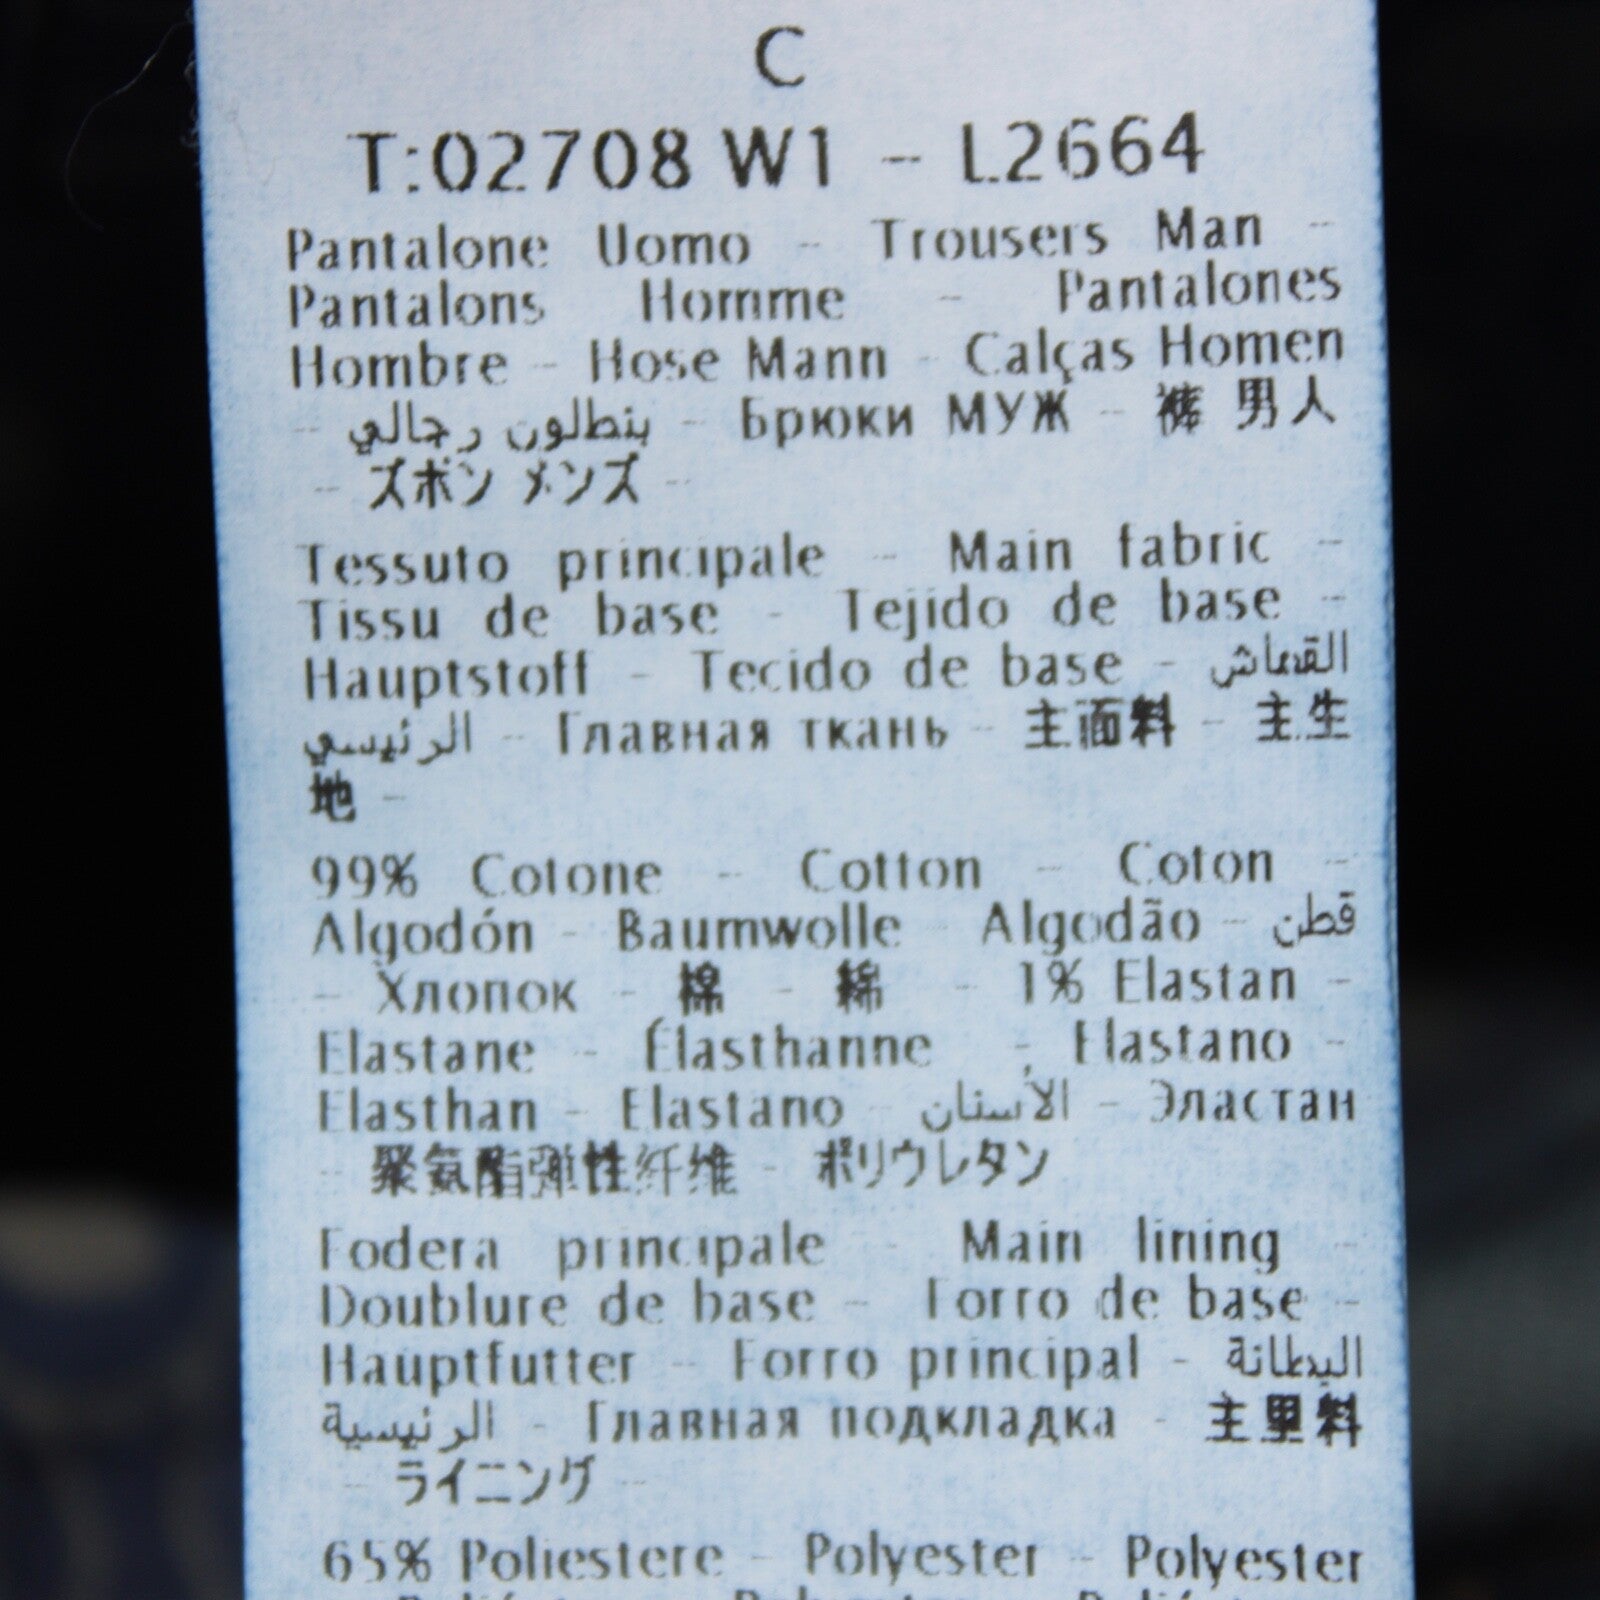 C
T:02708 W1 - L2664
Pantalone Uomo - Trousers Man -
Pantalons Homme - Pantalones
Hombre - Hose Mann - Calças Homen
- بنطلون رجالي - Брюки МУЖ - 裤 男人
- ズボン メンズ -
Tessuto principale - Main fabric -
Tissu de base - Tejido de base -
Hauptstoff - Tecido de base - القماش
الرئيسي - Главная ткань - 主面料 - 主生
地 -
99% Cotone - Cotton - Coton -
Algodón - Baumwolle - Algodão - قطن
- Хлопок - 棉 - 綿 - 1% Elastan -
Elastane - Élasthanne - Elastano -
Elasthan - Elastano - الأسنان - Эластан
- 聚氨酯弹性纤维 - ポリウレタン
Fodera principale - Main lining -
Doublure de base - Forro de base -
Hauptfutter - Forro principal - البطانة
الرئيسية - Главная подкладка - 主里料
- ライニング -
65% Poliestere - Polyester - Polyester